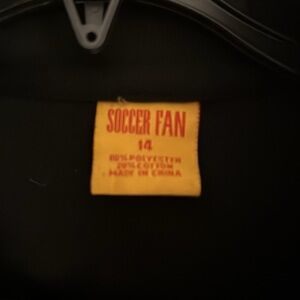 SOCCER FAN
14
80% POLYESTER
20% COTTON
MADE IN CHINA